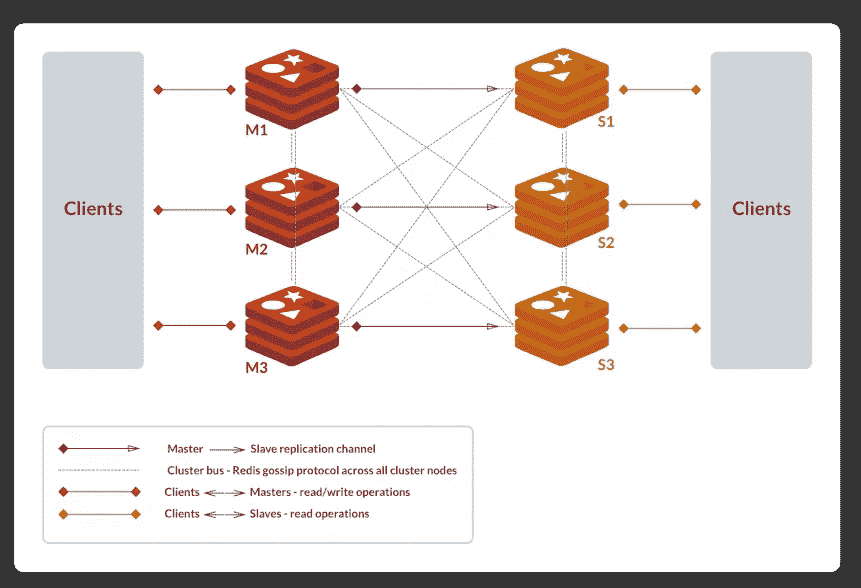 M1
S1
Clients
M2
S2
Clients
M3
S3
Master Slave replication channel
Cluster bus - Redis gossip protocol across all cluster nodes
Clients Masters - read/write operations
Clients Slaves - read operations